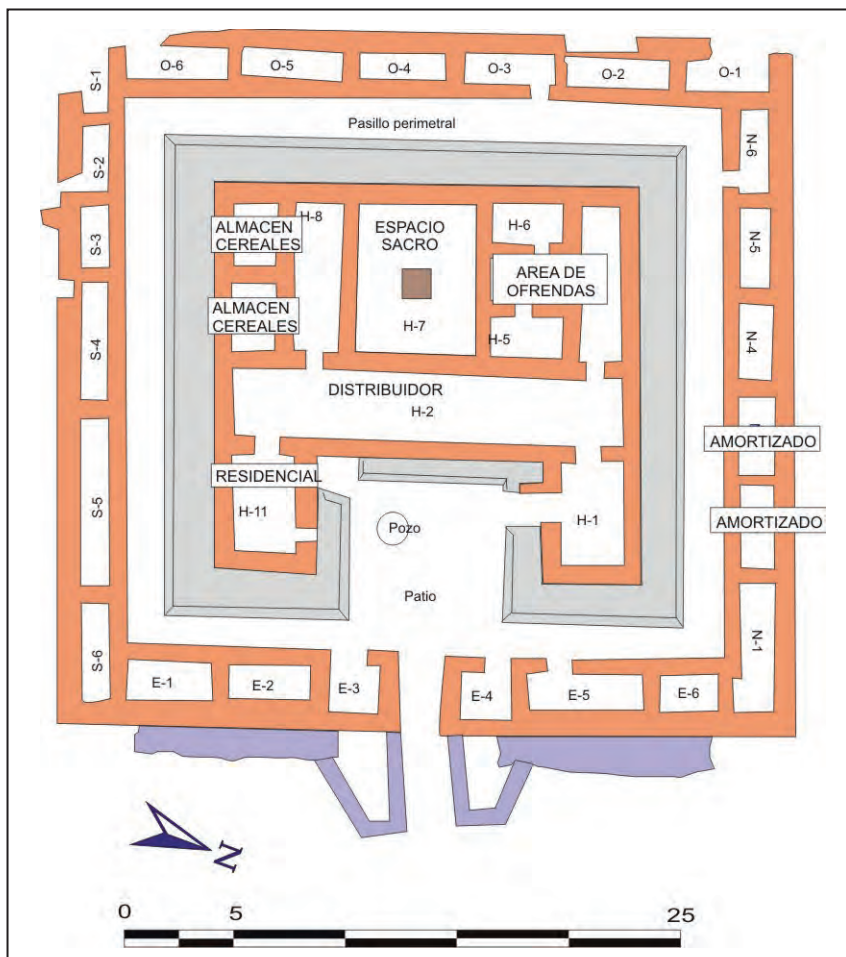 O-6
O-5
O-4
O-3
O-2
O-1
S-1
Pasillo perimetral
N-6
S-2
ALMACEN
CEREALES
H-8
ESPACIO
SACRO
H-6
S-3
N-5
AREA DE
OFRENDAS
ALMACEN
CEREALES
H-7
H-5
S-4
N-4
DISTRIBUIDOR
H-2
AMORTIZADO
RESIDENCIAL
H-11
S-5
Pozo
H-1
AMORTIZADO
Patio
N-1
S-6
E-1
E-2
E-3
E-4
E-5
E-6
N
0 5 25